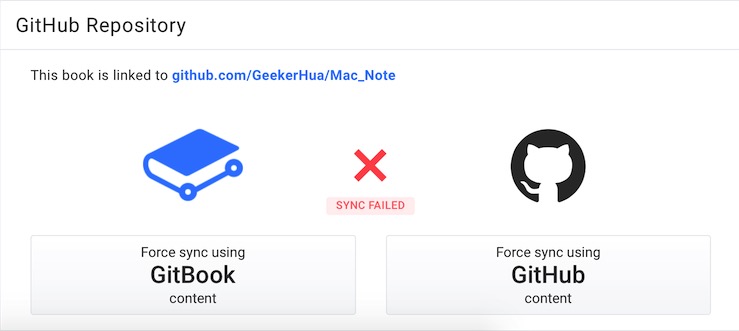 GitHub Repository
This book is linked to github.com/GeekerHua/Mac_Note
SYNC FAILED
Force sync using
GitBook
content
Force sync using
GitHub
content